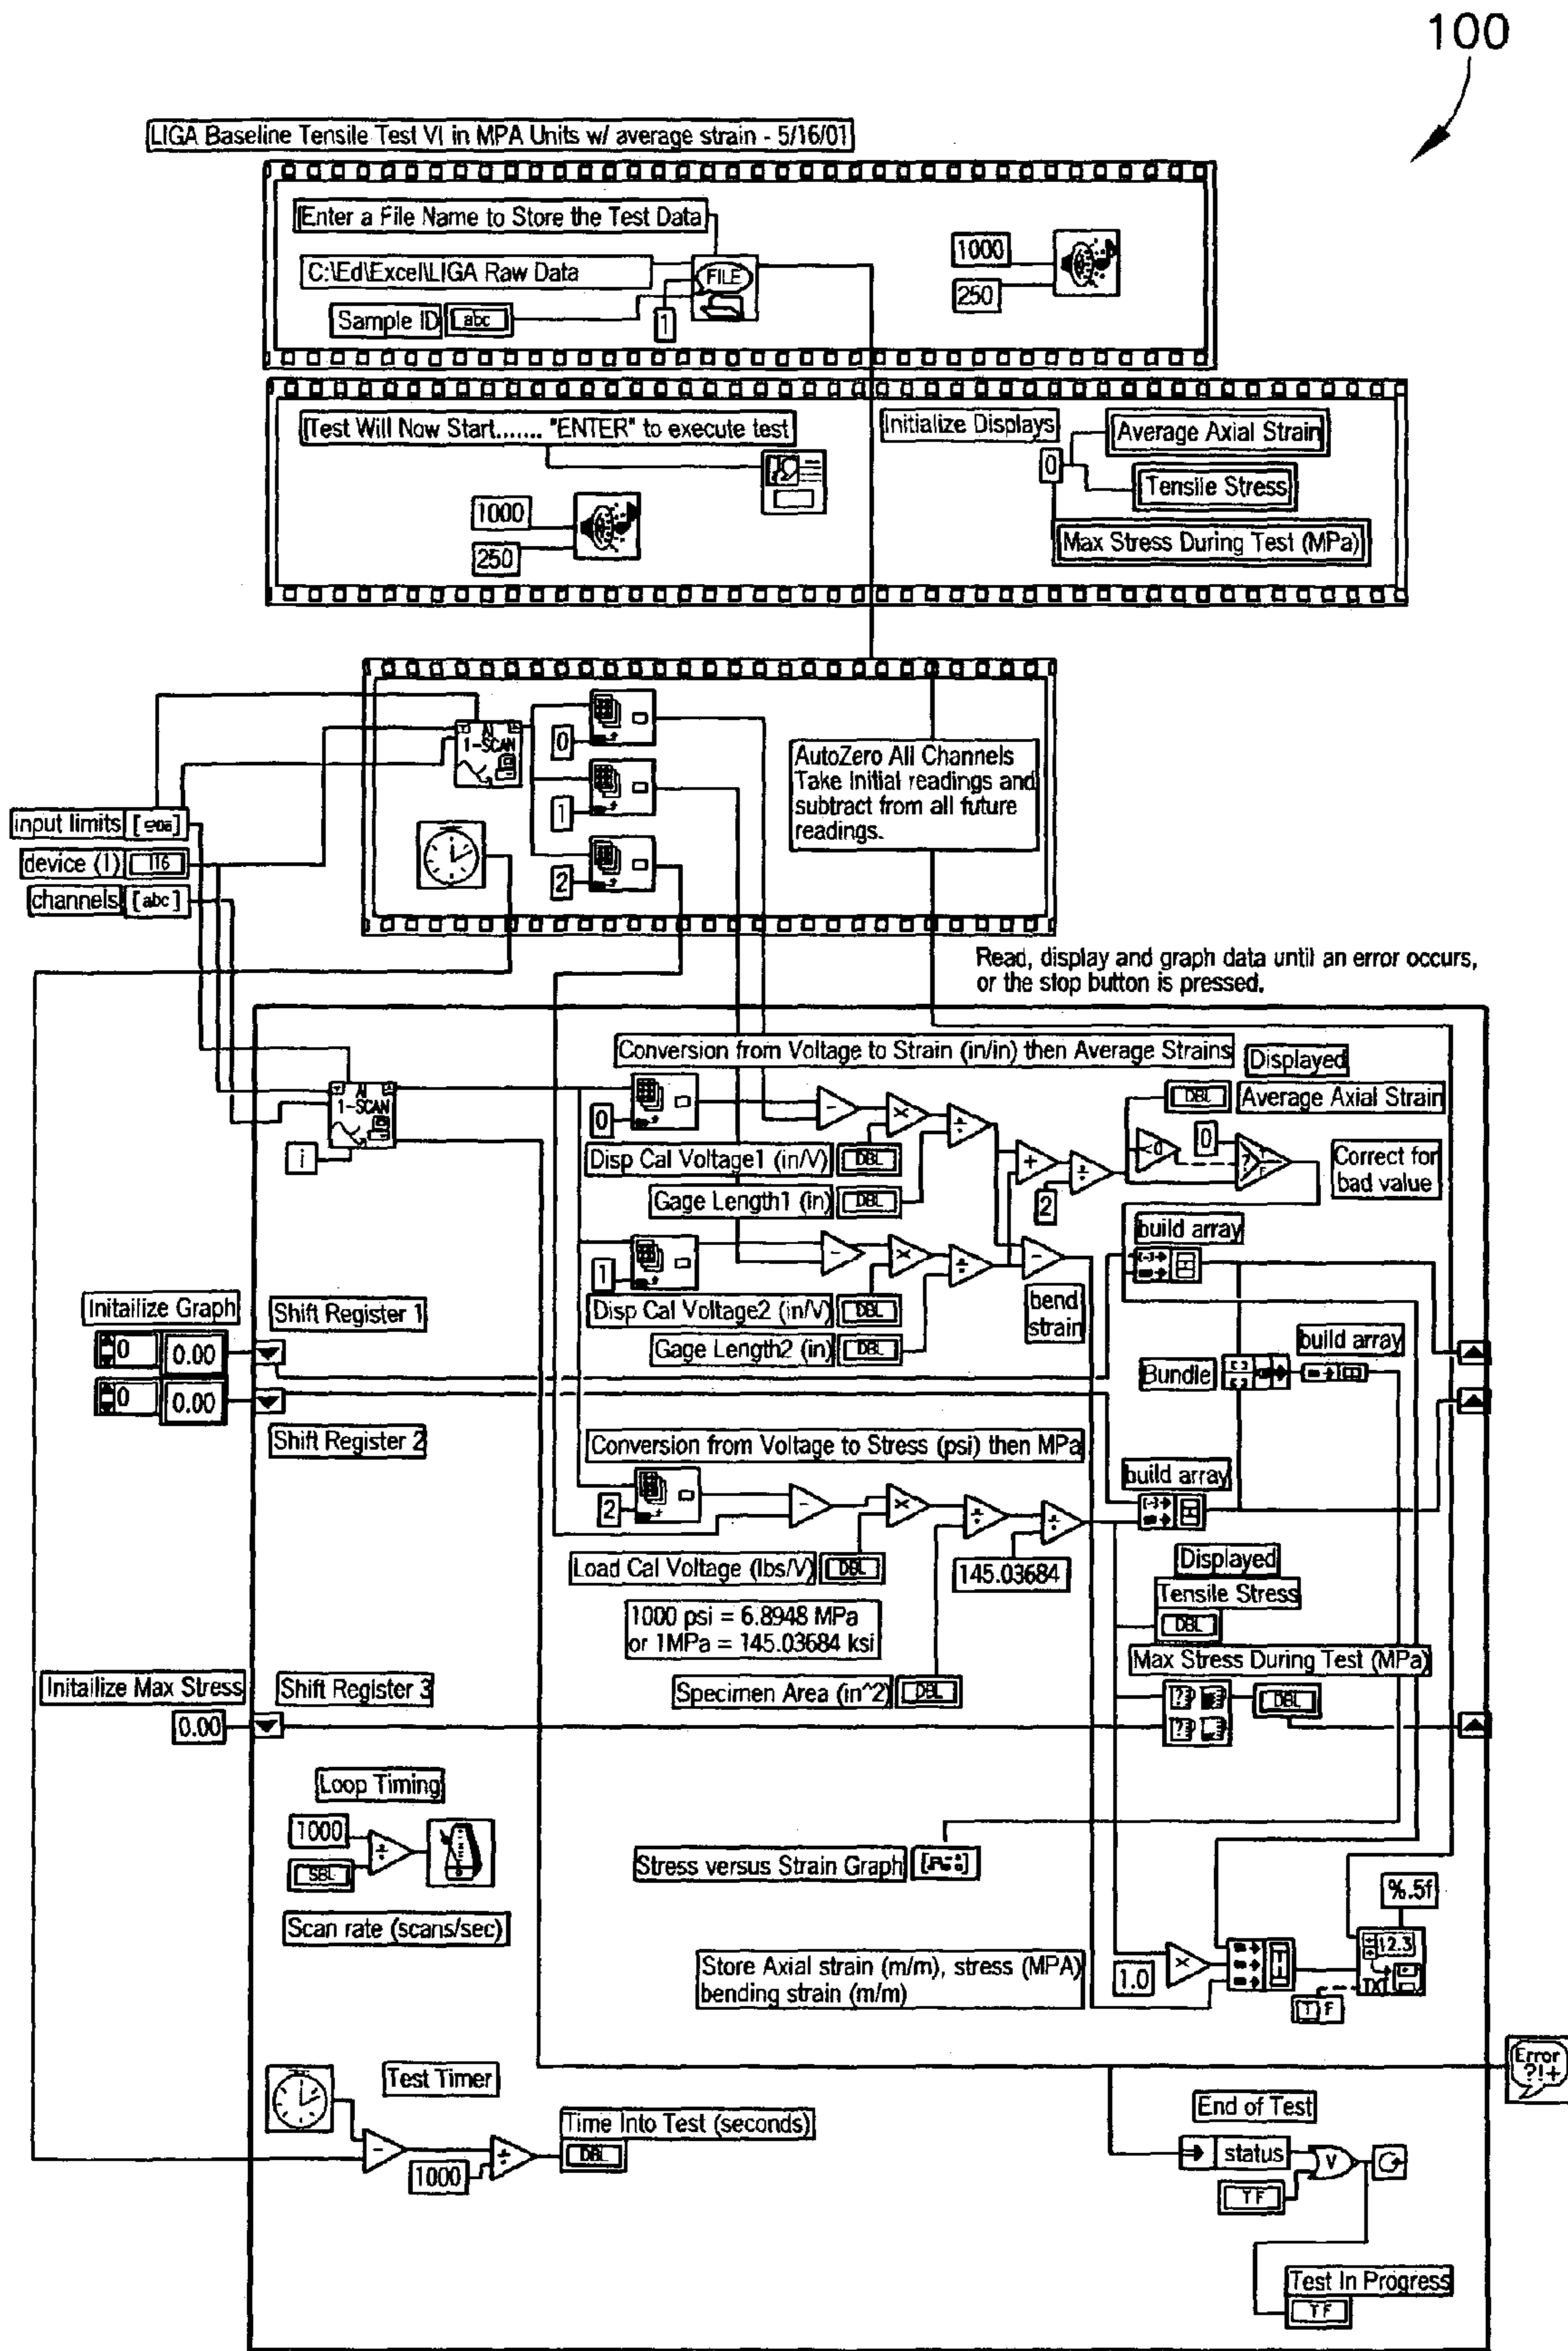 100
LIGA Baseline Tensile Test VI in MPA Units w/ average strain - 5/16/01
Enter a File Name to Store the Test Data
C:\Ed\Excel\LIGA Raw Data
FILE
Sample ID
abc
1
1000
250
Test Will Now Start....... "ENTER" to execute test
1000
250
Initialize Displays
0
Average Axial Strain
Tensile Stress
Max Stress During Test (MPa)
AI
1-SCAN
0
1
2
AutoZero All Channels
Take Initial readings and
subtract from all future
readings.
input limits
device (1)
I16
channels
[abc]
Read, display and graph data until an error occurs,
or the stop button is pressed.
Conversion from Voltage to Strain (in/in) then Average Strains
Displayed
DBL
Average Axial Strain
AI
1-SCAN
i
0
Disp Cal Voltage1 (in/V)
DBL
Gage Length1 (in)
DBL
2
<0
0
Correct for
bad value
1
Disp Cal Voltage2 (in/V)
DBL
Gage Length2 (in)
DBL
bend
strain
build array
Initailize Graph
0
0.00
0
0.00
Shift Register 1
Shift Register 2
Bundle
build array
Conversion from Voltage to Stress (psi) then MPa
build array
2
Load Cal Voltage (lbs/V)
DBL
145.03684
1000 psi = 6.8948 MPa
or 1MPa = 145.03684 ksi
Specimen Area (in^2)
DBL
Displayed
Tensile Stress
DBL
Max Stress During Test (MPa)
DBL
Initailize Max Stress
0.00
Shift Register 3
Loop Timing
1000
SBL
Scan rate (scans/sec)
Stress versus Strain Graph
%.5f
Store Axial strain (m/m), stress (MPA)
bending strain (m/m)
1.0
12.3
TXT
T F
Error
?!+
Test Timer
1000
Time Into Test (seconds)
DBL
End of Test
status
V
TF
Test In Progress
TF